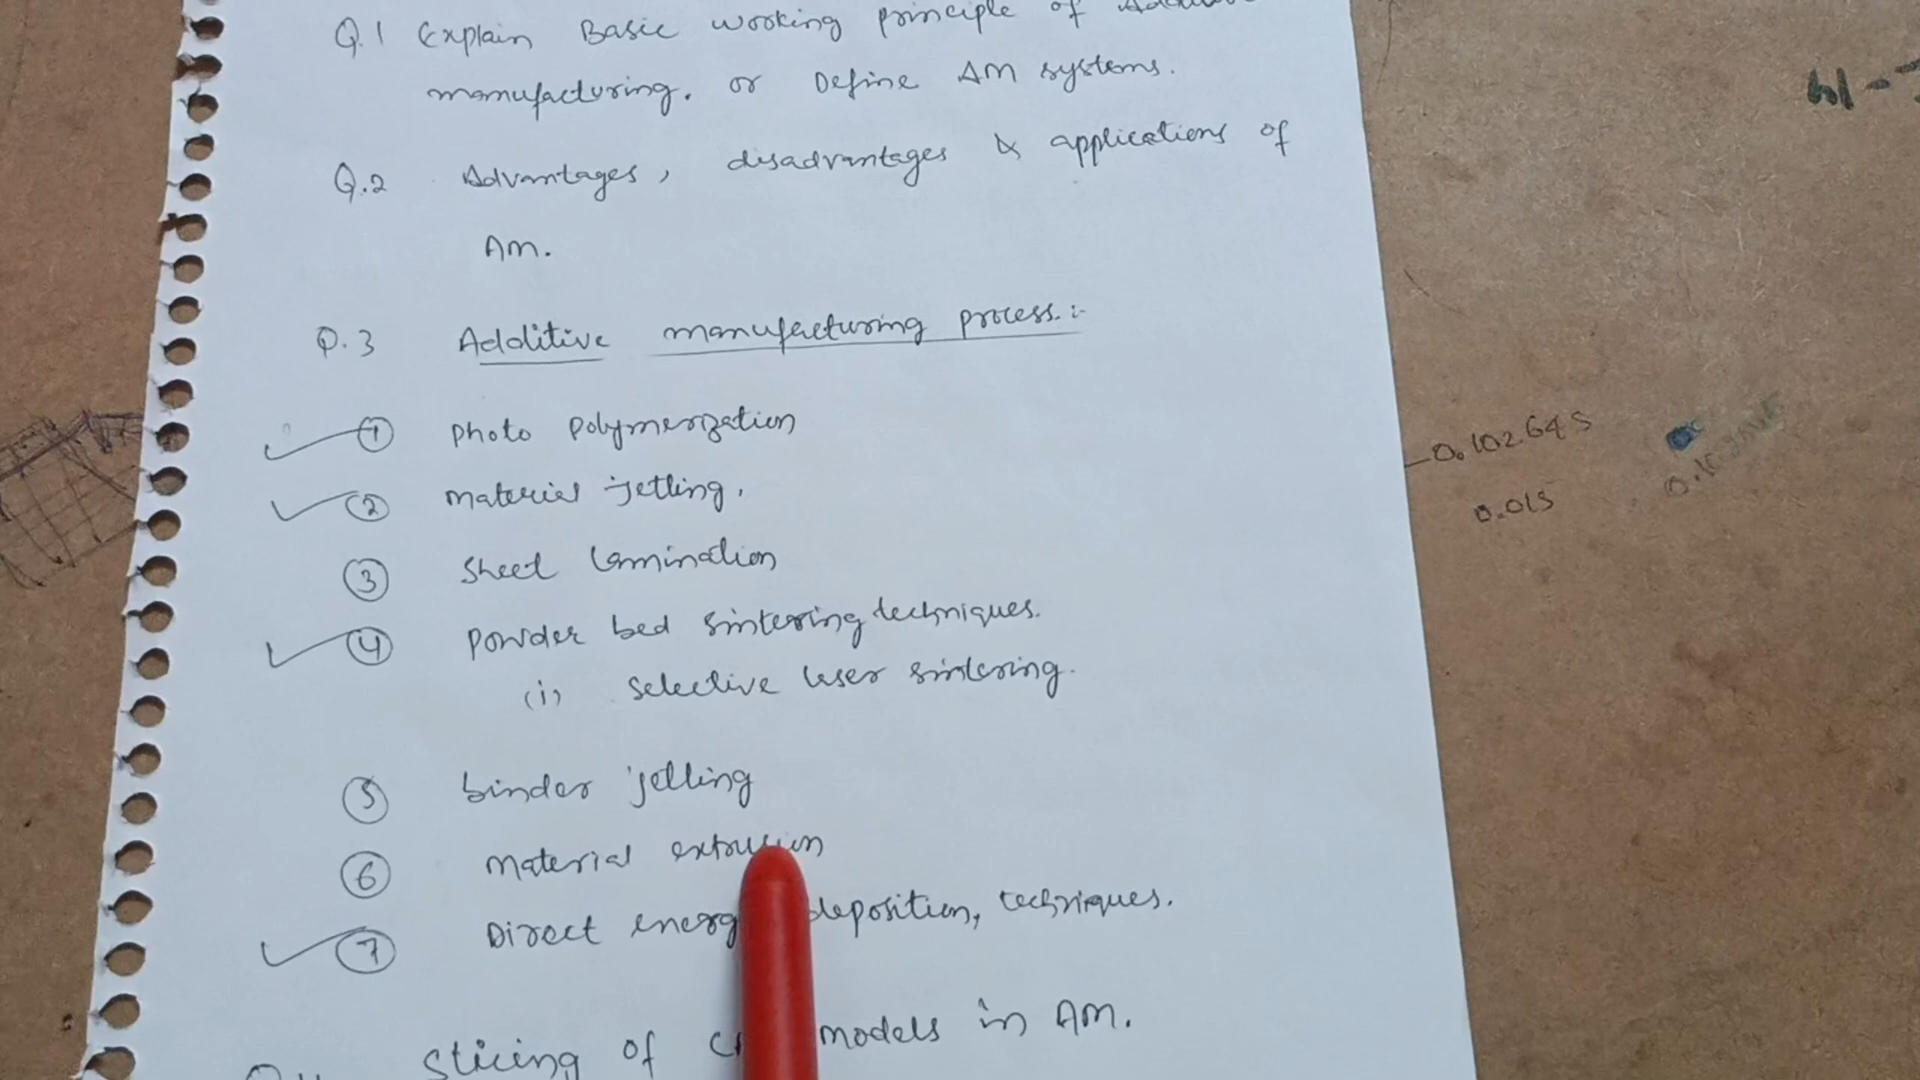 Q.1 Explain Basic working principle of
manufacturing. or Define AM systems.
Q.2 Advantages, disadvantages & applications of
AM.
Q.3 Additive manufacturing process:-
1 Photo polymerization
2 material jetting.
3 Sheet lamination
4 Powder bed sintering techniques.
(i) Selective laser sintering.
5 binder jetting
6 Material extrusion
7 Direct energy deposition, techniques.
Slicing of models in AM.
0.102645
0.015